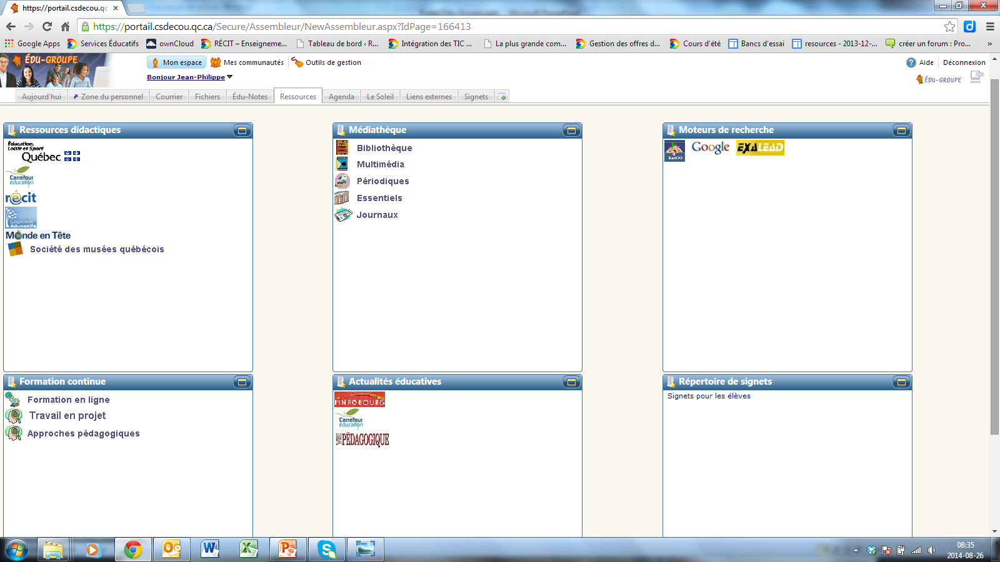 https://portail.csdecou.qc
https://portail.csdecou.qc.ca/Secure/Assembleur/NewAssembleur.aspx?IdPage=166413
Google Apps Services Éducatifs ownCloud RÉCIT – Enseigneme... Tableau de bord ‹ R... Intégration des TIC ... La plus grande com... Gestion des offres d... Cours d'été Bancs d'essai resources - 2013-12-... créer un forum : Pro... »
ÉDU-GROUPE
Mon espace Mes communautés Outils de gestion
Aide Déconnexion
Bonjour Jean-Philippe
ÉDU-GROUPE
Aujourd'hui Zone du personnel Courrier Fichiers Édu-Notes Ressources Agenda Le Soleil Liens externes Signets
Ressources didactiques
Éducation,
Loisir et Sport
Québec
Carrefour
éducation
récit
Logiciels
éducatifs
Monde en Tête
Société des musées québécois
Médiathèque
Bibliothèque
Multimédia
Périodiques
Essentiels
Journaux
Moteurs de recherche
KartOO
Google
EXALEAD
Formation continue
Formation en ligne
Travail en projet
Approches pédagogiques
Actualités éducatives
L'INFOBOURG
Carrefour
éducation
VIE PÉDAGOGIQUE
Répertoire de signets
Signets pour les élèves
08:35
2014-08-26